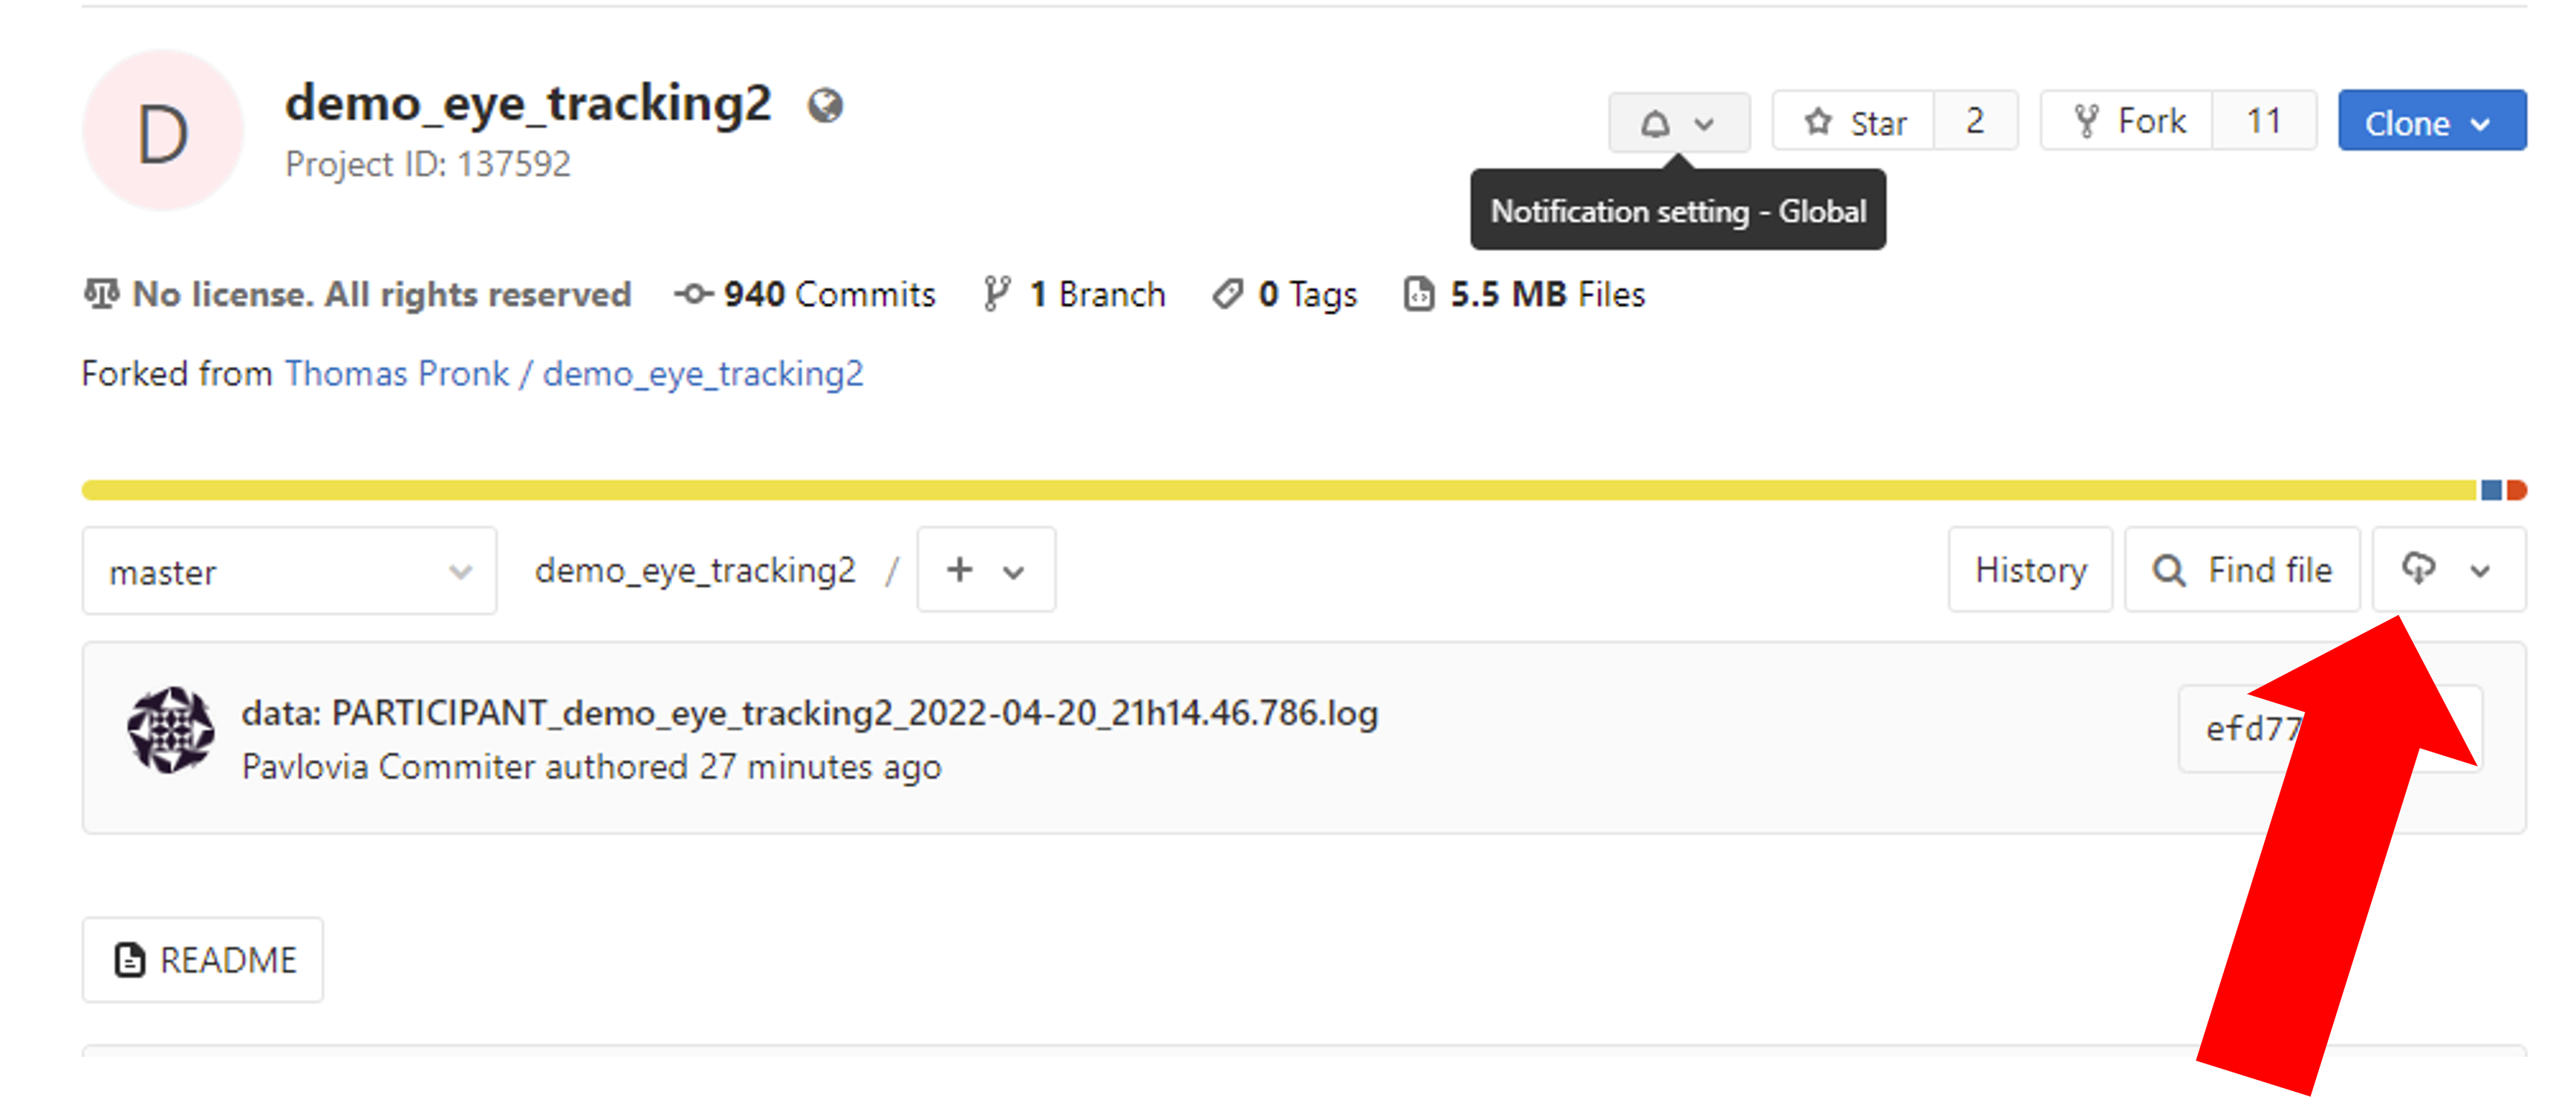 D
demo_eye_tracking2
Project ID: 137592
Star 2 Fork 11 Clone
Notification setting - Global
No license. All rights reserved 940 Commits 1 Branch 0 Tags 5.5 MB Files
Forked from Thomas Pronk / demo_eye_tracking2
master demo_eye_tracking2 / + History Find file
data: PARTICIPANT_demo_eye_tracking2_2022-04-20_21h14.46.786.log
efd77
Pavlovia Commiter authored 27 minutes ago
README